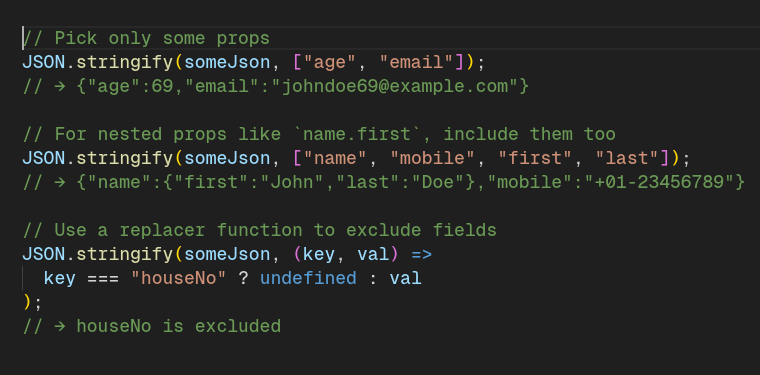 // Pick only some props
JSON.stringify(someJson, ["age", "email"]);
// → {"age":69,"email":"johndoe69@example.com"}

// For nested props like `name.first`, include them too
JSON.stringify(someJson, ["name", "mobile", "first", "last"]);
// → {"name":{"first":"John","last":"Doe"},"mobile":"+01-23456789"}

// Use a replacer function to exclude fields
JSON.stringify(someJson, (key, val) =>
  key === "houseNo" ? undefined : val
);
// → houseNo is excluded